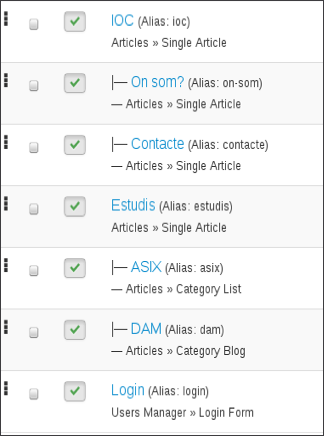 IOC (Alias: ioc)
Articles » Single Article
|— On som? (Alias: on-som)
— Articles » Single Article
|— Contacte (Alias: contacte)
— Articles » Single Article
Estudis (Alias: estudis)
Articles » Single Article
|— ASIX (Alias: asix)
— Articles » Category List
|— DAM (Alias: dam)
— Articles » Category Blog
Login (Alias: login)
Users Manager » Login Form